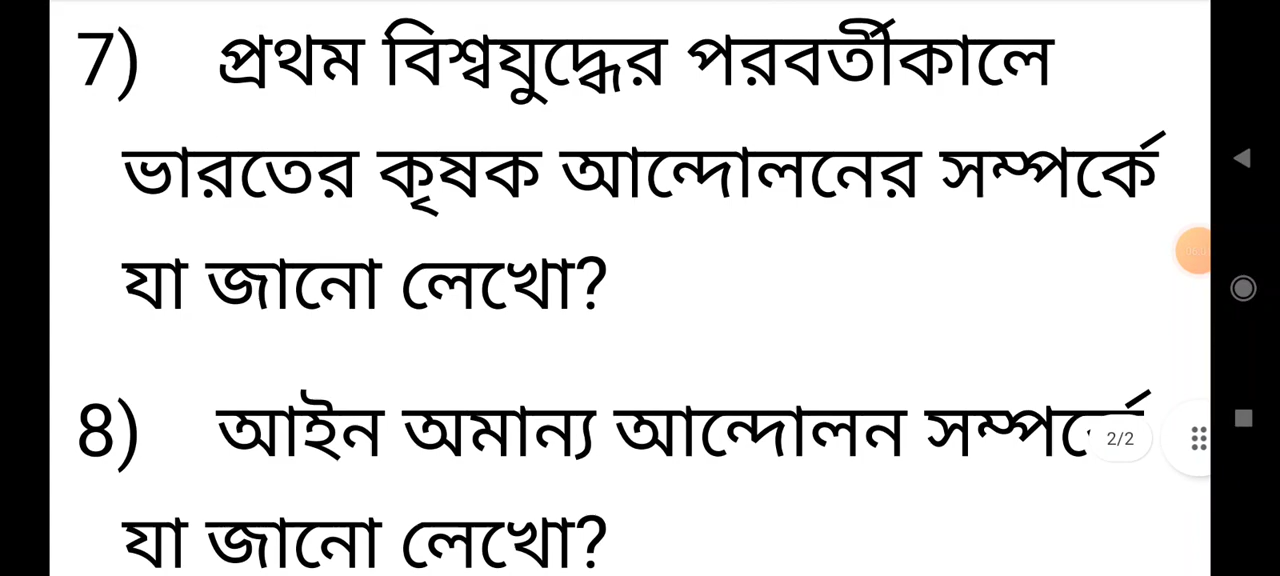 7) প্রথম বিশ্বযুদ্ধের পরবর্তীকালে
ভারতের কৃষক আন্দোলনের সম্পর্কে
যা জানো লেখো?
8) আইন অমান্য আন্দোলন
2/2
যা জানো লেখো?